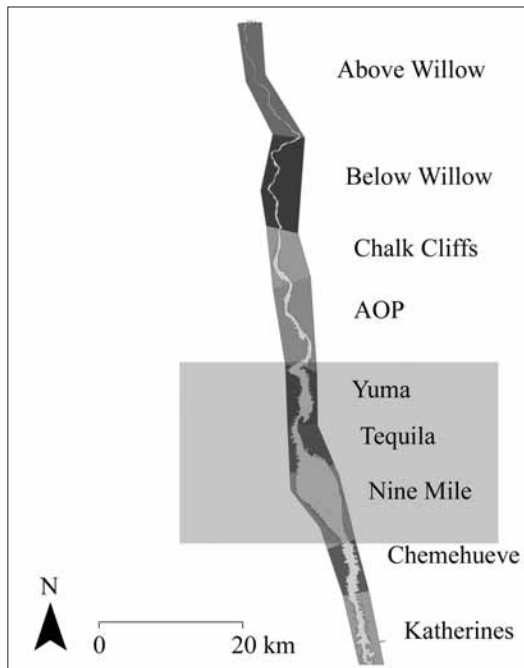 Above Willow
Below Willow
Chalk Cliffs
AOP
Yuma
Tequila
Nine Mile
Chemehueve
Katherines
N
0 20 km